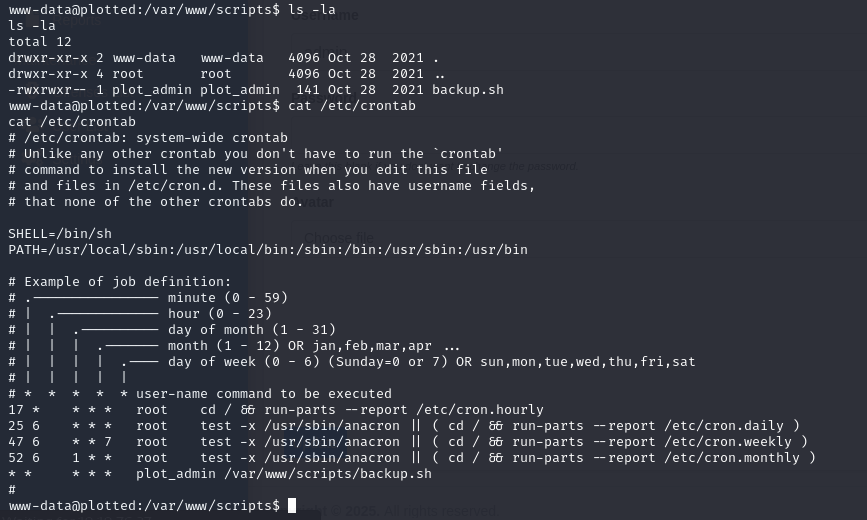 www-data@plotted:/var/www/scripts$ ls -la
ls -la
total 12
drwxr-xr-x 2 www-data   www-data   4096 Oct 28  2021 .
drwxr-xr-x 4 root       root       4096 Oct 28  2021 ..
-rwxrwxr-- 1 plot_admin plot_admin  141 Oct 28  2021 backup.sh
www-data@plotted:/var/www/scripts$ cat /etc/crontab
cat /etc/crontab
# /etc/crontab: system-wide crontab
# Unlike any other crontab you don't have to run the `crontab'
# command to install the new version when you edit this file
# and files in /etc/cron.d. These files also have username fields,
# that none of the other crontabs do.
SHELL=/bin/sh
PATH=/usr/local/sbin:/usr/local/bin:/sbin:/bin:/usr/sbin:/usr/bin
# Example of job definition:
# .---------------- minute (0 - 59)
# |  .------------- hour (0 - 23)
# |  |  .---------- day of month (1 - 31)
# |  |  |  .------- month (1 - 12) OR jan,feb,mar,apr ...
# |  |  |  |  .---- day of week (0 - 6) (Sunday=0 or 7) OR sun,mon,tue,wed,thu,fri,sat
# |  |  |  |  |
# *  *  *  *  * user-name command to be executed
17 *    * * *   root    cd / && run-parts --report /etc/cron.hourly
25 6    * * *   root    test -x /usr/sbin/anacron || ( cd / && run-parts --report /etc/cron.daily )
47 6    * * 7   root    test -x /usr/sbin/anacron || ( cd / && run-parts --report /etc/cron.weekly )
52 6    1 * *   root    test -x /usr/sbin/anacron || ( cd / && run-parts --report /etc/cron.monthly )
* *     * * *   plot_admin /var/www/scripts/backup.sh
#
www-data@plotted:/var/www/scripts$